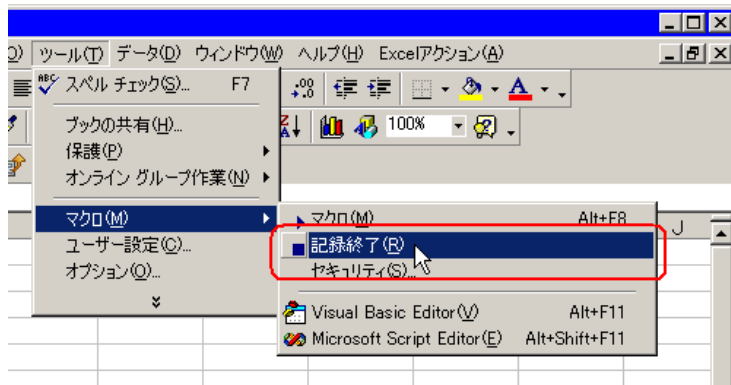 O) ツール(T) データ(D) ウィンドウ(W) ヘルプ(H) Excelアクション(A)
ABC スペル チェック(S)... F7
ブックの共有(H)...
100%
保護(P)
オンライン グループ作業(N)
マクロ(M)
マクロ(M) Alt+F8
J
ユーザー設定(C)...
記録終了(R)
オプション(O)...
セキュリティ(S)...
Visual Basic Editor(V) Alt+F11
Microsoft Script Editor(E) Alt+Shift+F11